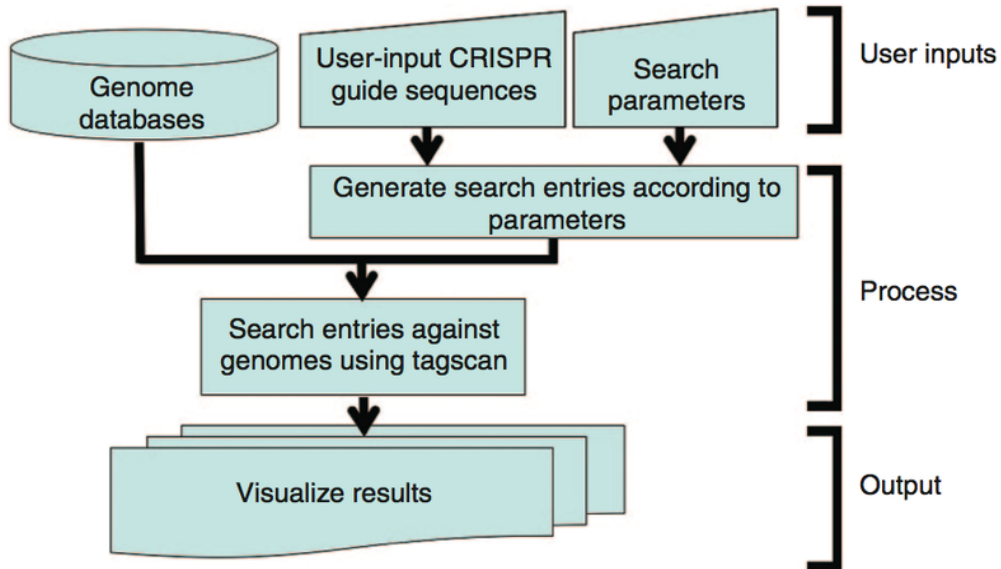 Genome
databases
User-input CRISPR
guide sequences
Search
parameters
User inputs
Generate search entries according to
parameters
Process
Search entries against
genomes using tagscan
Visualize results
Output